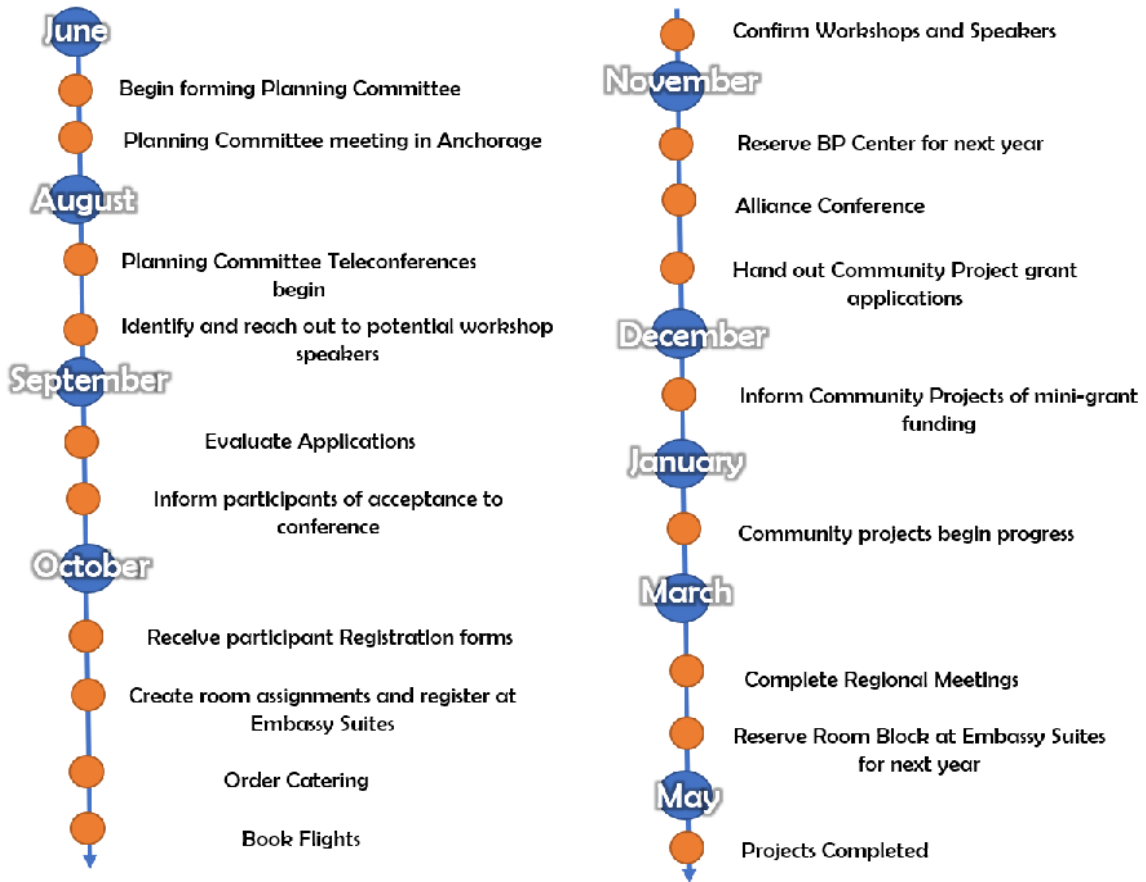 June
Begin forming Planning Committee
Planning Committee meeting in Anchorage
August
Planning Committee Teleconferences
begin
Identify and reach out to potential workshop
speakers
September
Evaluate Applications
Inform participants of acceptance to
conference
October
Receive participant Registration forms
Create room assignments and register at
Embassy Suites
Order Catering
Book Flights
Confirm Workshops and Speakers
November
Reserve BP Center for next year
Alliance Conference
Hand out Community Project grant
applications
December
Inform Community Projects of mini-grant
funding
January
Community projects begin progress
March
Complete Regional Meetings
Reserve Room Block at Embassy Suites
for next year
May
Projects Completed